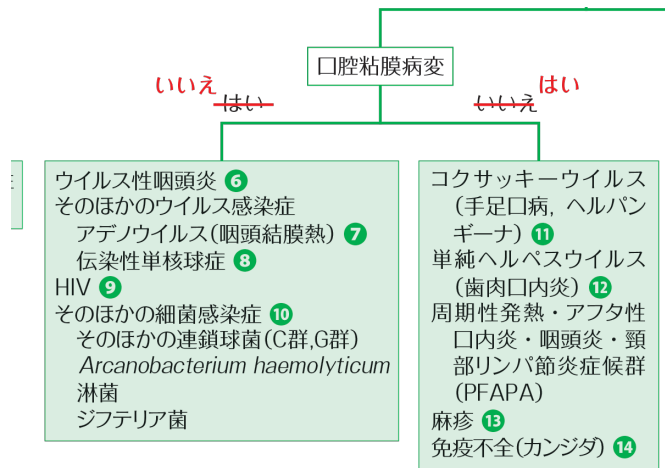 口腔粘膜病変
いいえ
はい
いいえ
はい
ウイルス性咽頭炎 6
そのほかのウイルス感染症
アデノウイルス(咽頭結膜熱) 7
伝染性単核球症 8
HIV 9
そのほかの細菌感染症 10
そのほかの連鎖球菌(C群,G群)
Arcanobacterium haemolyticum
淋菌
ジフテリア菌
コクサッキーウイルス
(手足口病, ヘルパン
ギーナ) 11
単純ヘルペスウイルス
(歯肉口内炎) 12
周期性発熱・アフタ性
口内炎・咽頭炎・頸
部リンパ節炎症候群
(PFAPA)
麻疹 13
免疫不全(カンジダ) 14